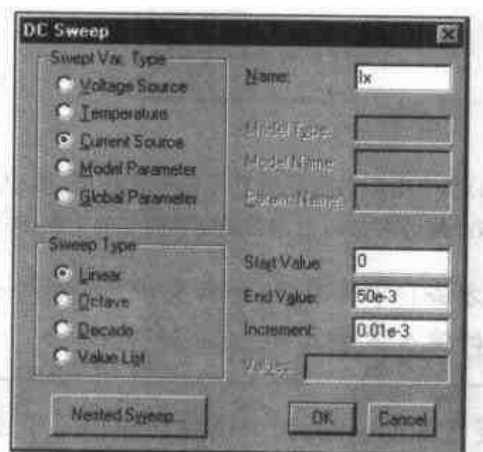 DC Sweep
Swept Var. Type
Voltage Source
Temperature
Current Source
Model Parameter
Global Parameter
Name: Ix
Model Type:
Model Name:
Param. Name:
Sweep Type
Linear
Octave
Decade
Value List
Start Value: 0
End Value: 50e-3
Increment: 0.01e-3
Values:
Nested Sweep...
OK
Cancel